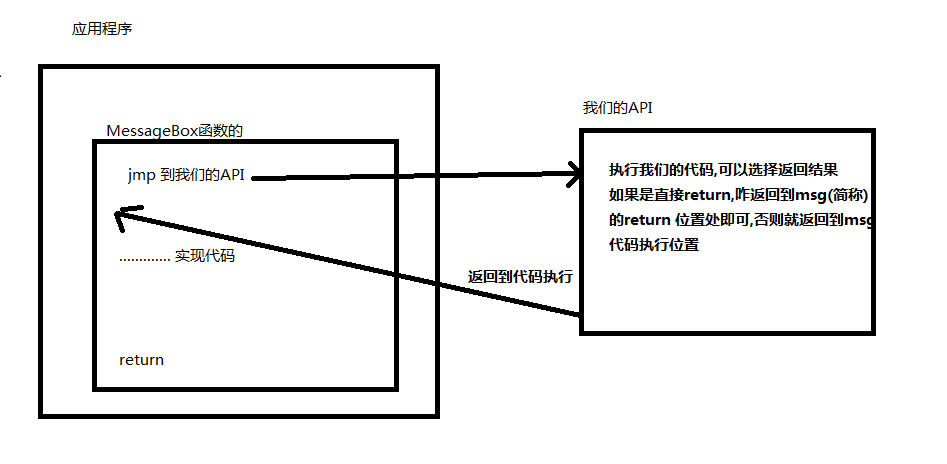 应用程序
我们的API
MessageBox函数的
jmp 到我们的API
执行我们的代码,可以选择返回结果
如果是直接return,咋返回到msg(简称)
的return 位置处即可,否则就返回到msg
代码执行位置
............. 实现代码
返回到代码执行
return